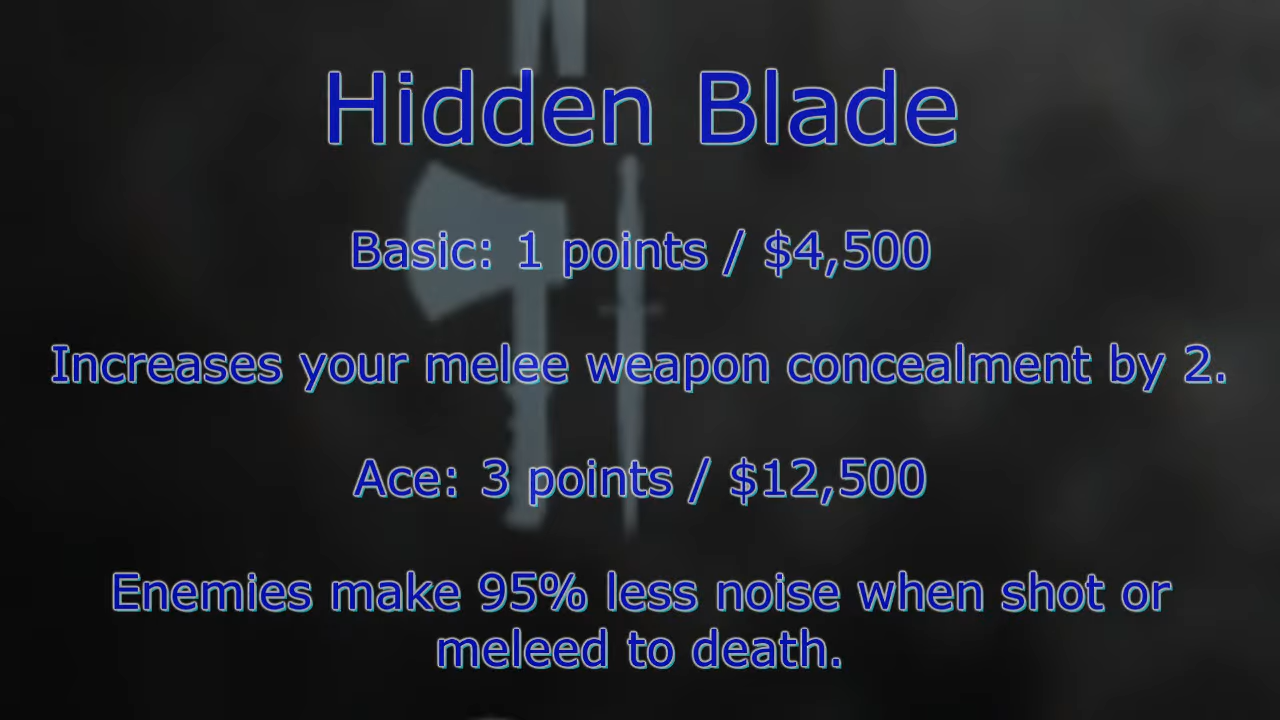 Hidden Blade
Basic: 1 points / $4,500
Increases your melee weapon concealment by 2.
Ace: 3 points / $12,500
Enemies make 95% less noise when shot or
meleed to death.